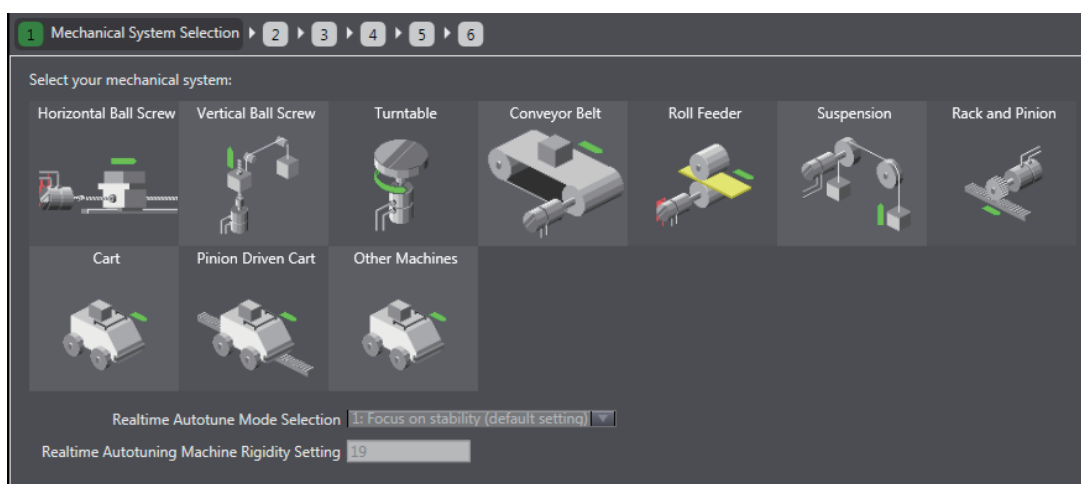 1 Mechanical System Selection 2 3 4 5 6
Select your mechanical system:
Horizontal Ball Screw Vertical Ball Screw Turntable Conveyor Belt Roll Feeder Suspension Rack and Pinion
Cart Pinion Driven Cart Other Machines
Realtime Autotune Mode Selection 1: Focus on stability (default setting)
Realtime Autotuning Machine Rigidity Setting 19